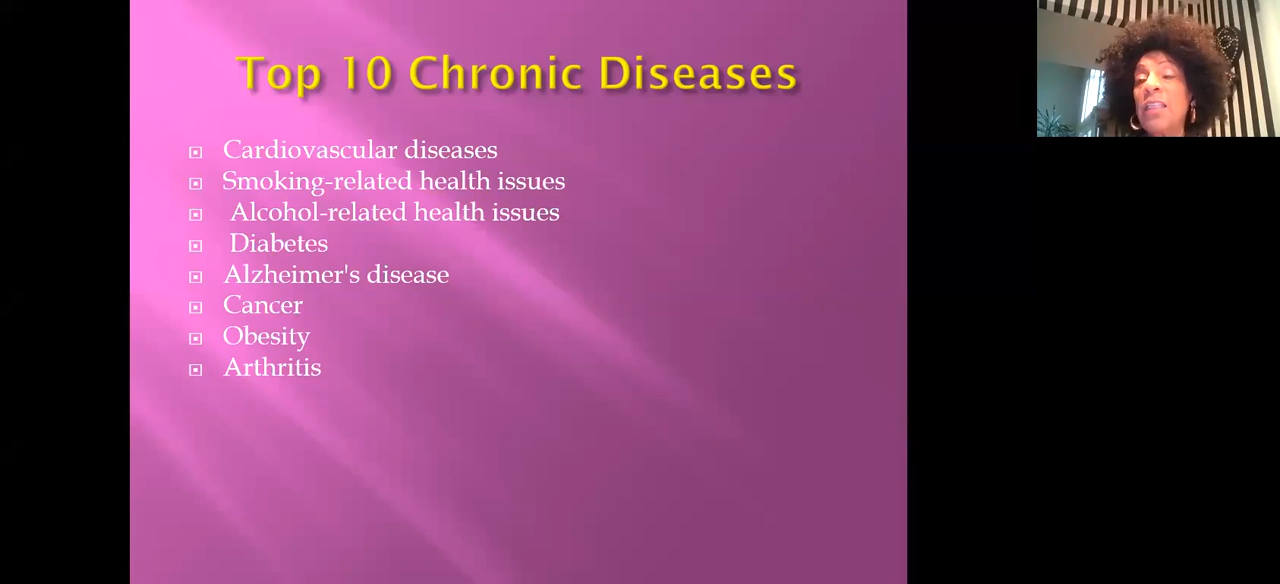 Top 10 Chronic Diseases
Cardiovascular diseases
Smoking-related health issues
Alcohol-related health issues
Diabetes
Alzheimer's disease
Cancer
Obesity
Arthritis